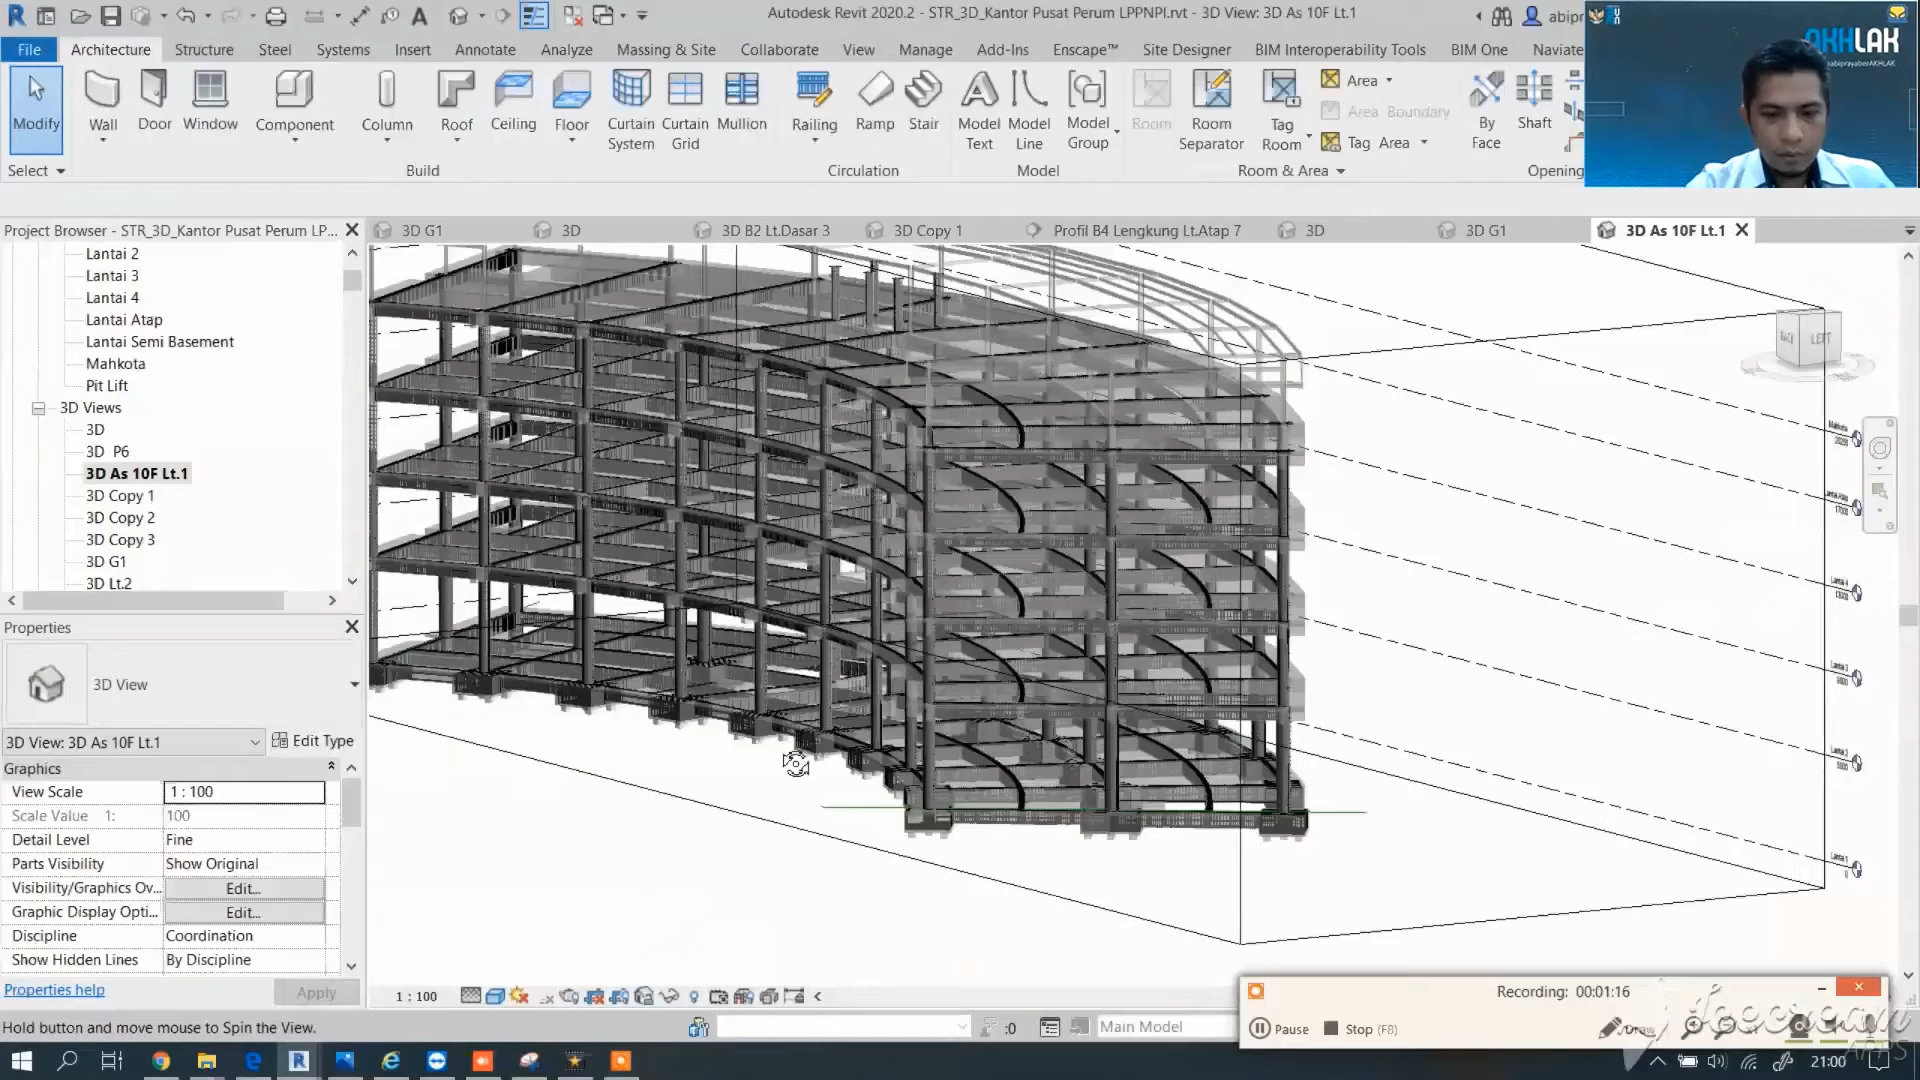 Autodesk Revit 2020.2 - STR_3D_Kantor Pusat Perum LPPNPI.rvt - 3D View: 3D As 10F Lt.1
abipr
AKHLAK
File Architecture Structure Steel Systems Insert Annotate Analyze Massing & Site Collaborate View Manage Add-Ins Enscape™ Site Designer BIM Interoperability Tools BIM One Naviate
Modify
Wall
Door
Window
Component
Column
Roof
Ceiling
Floor
Curtain System
Curtain Grid
Mullion
Railing
Ramp
Stair
Model Text
Model Line
Model Group
Room
Room Separator
Tag Room
Area
Area Boundary
Tag Area
By Face
Shaft
Select
Build
Circulation
Model
Room & Area
Opening
Project Browser - STR_3D_Kantor Pusat Perum LP...
3D G1
3D
3D B2 Lt.Dasar 3
3D Copy 1
Profil B4 Lengkung Lt.Atap 7
3D
3D G1
3D As 10F Lt.1
Lantai 2
Lantai 3
Lantai 4
Lantai Atap
Lantai Semi Basement
Mahkota
Pit Lift
3D Views
3D
3D P6
3D As 10F Lt.1
3D Copy 1
3D Copy 2
3D Copy 3
3D G1
3D Lt.2
BACK
LEFT
Properties
3D View
3D View: 3D As 10F Lt.1
Edit Type
Graphics
View Scale 1 : 100
Scale Value 1: 100
Detail Level Fine
Parts Visibility Show Original
Visibility/Graphics Ov... Edit...
Graphic Display Opti... Edit...
Discipline Coordination
Show Hidden Lines By Discipline
Properties help
Apply
1 : 100
Hold button and move mouse to Spin the View.
:0
Main Model
Recording: 00:01:16
Pause
Stop (F8)
Draw
Icecream
APPS
21:00